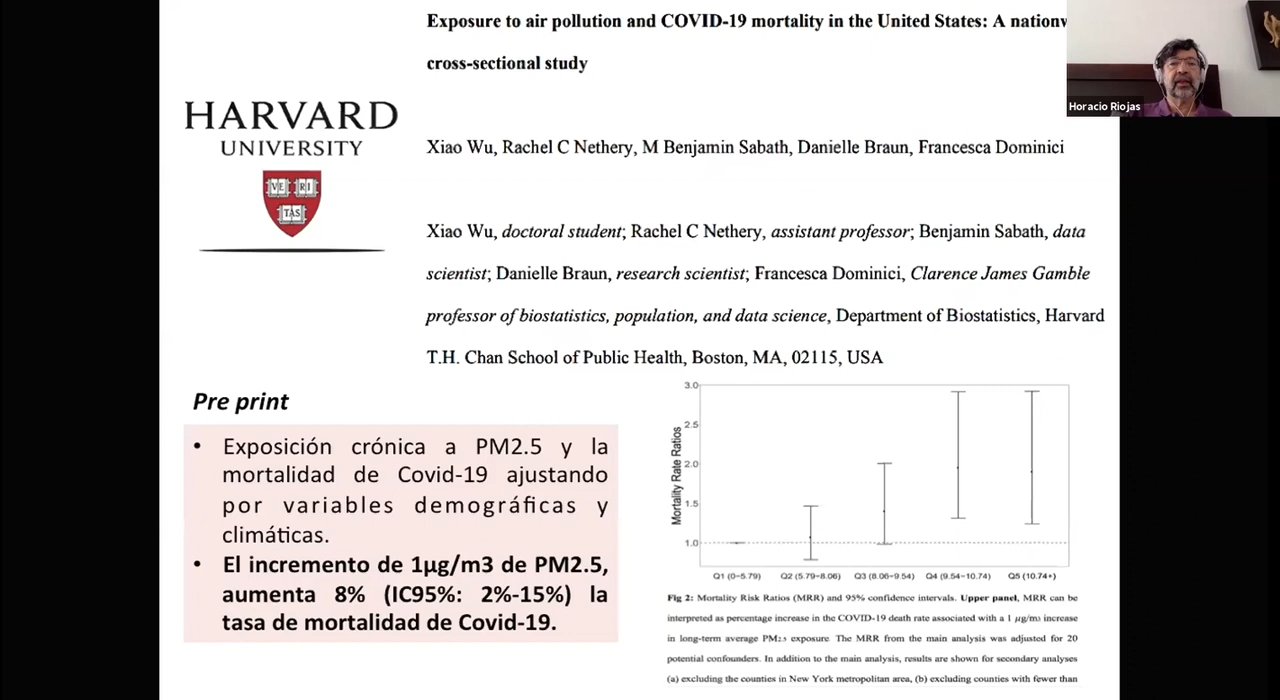 Exposure to air pollution and COVID-19 mortality in the United States: A nationw
cross-sectional study
Horacio Riojas
HARVARD
UNIVERSITY
VE RI
TAS
Xiao Wu, Rachel C Nethery, M Benjamin Sabath, Danielle Braun, Francesca Dominici
Xiao Wu, doctoral student; Rachel C Nethery, assistant professor; Benjamin Sabath, data
scientist; Danielle Braun, research scientist; Francesca Dominici, Clarence James Gamble
professor of biostatistics, population, and data science, Department of Biostatistics, Harvard
T.H. Chan School of Public Health, Boston, MA, 02115, USA
Pre print
• Exposición crónica a PM2.5 y la
mortalidad de Covid-19 ajustando
por variables demográficas y
climáticas.
• El incremento de 1µg/m3 de PM2.5,
aumenta 8% (IC95%: 2%-15%) la
tasa de mortalidad de Covid-19.
Mortality Rate Ratios
3.0
2.5
2.0
1.5
1.0
Q1 (0−5.79) Q2 (5.79−8.06) Q3 (8.06−9.54) Q4 (9.54−10.74) Q5 (10.74+)
Fig 2: Mortality Risk Ratios (MRR) and 95% confidence intervals. Upper panel, MRR can be
interpreted as percentage increase in the COVID-19 death rate associated with a 1 µg/m3 increase
in long-term average PM2.5 exposure. The MRR from the main analysis was adjusted for 20
potential confounders. In addition to the main analysis, results are shown for secondary analyses
(a) excluding the counties in New York metropolitan area, (b) excluding counties with fewer than